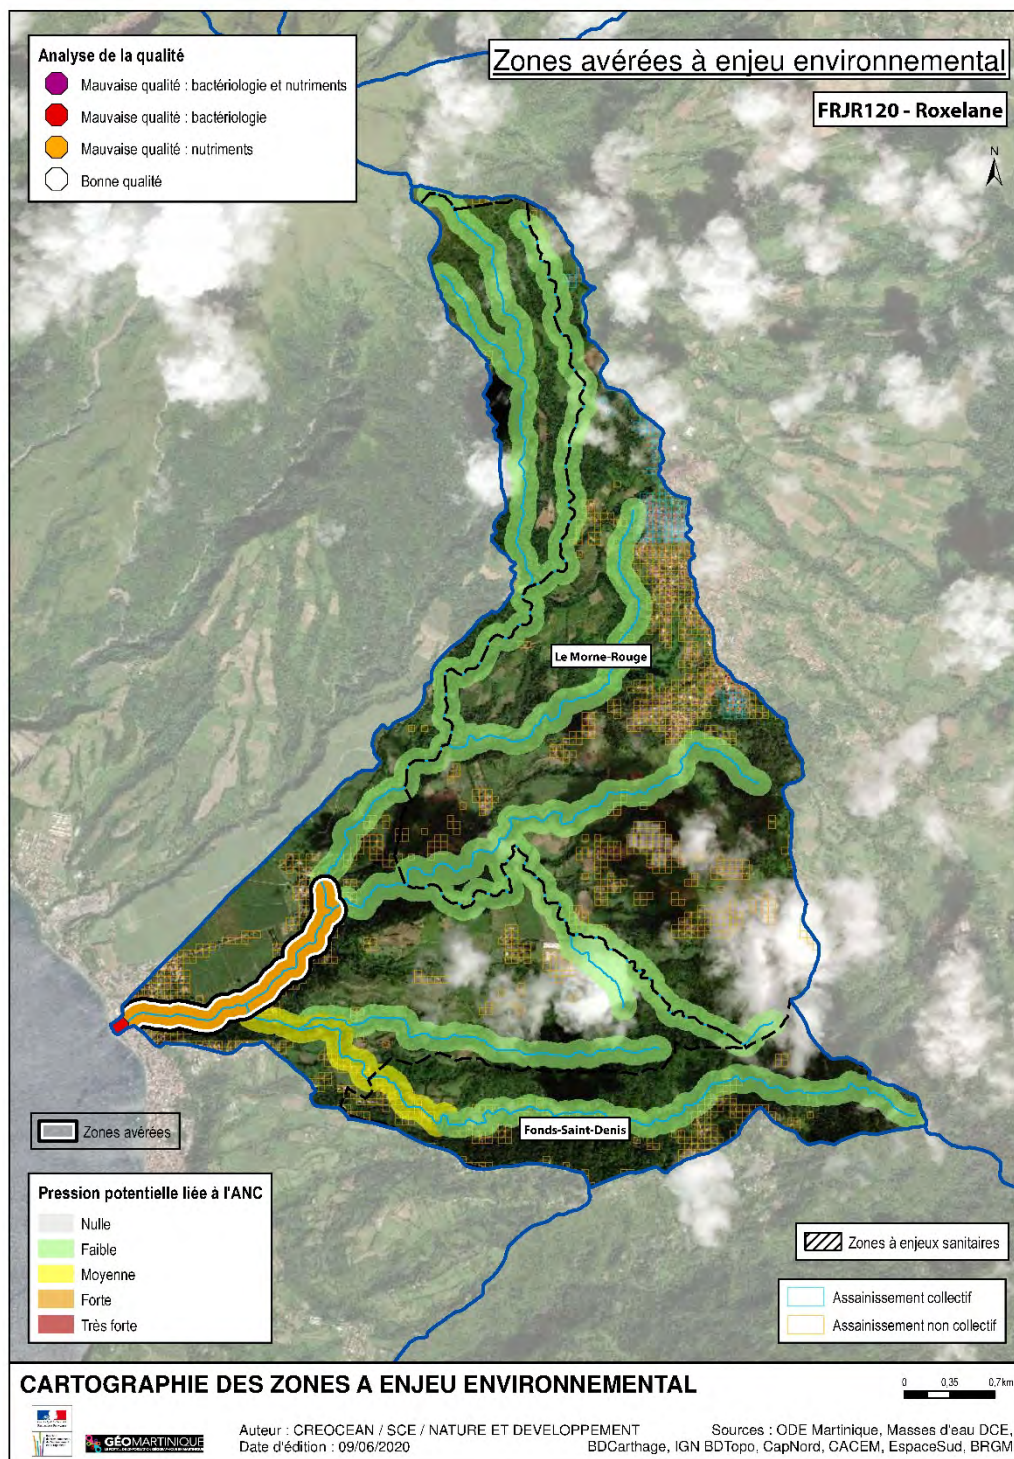 Analyse de la qualité
Mauvaise qualité : bactériologie et nutriments
Mauvaise qualité : bactériologie
Mauvaise qualité : nutriments
Bonne qualité
Zones avérées à enjeu environnemental
FRJR120 - Roxelane
N
Le Morne-Rouge
Fonds-Saint-Denis
Zones avérées
Pression potentielle liée à l'ANC
Nulle
Faible
Moyenne
Forte
Très forte
Zones à enjeux sanitaires
Assainissement collectif
Assainissement non collectif
CARTOGRAPHIE DES ZONES A ENJEU ENVIRONNEMENTAL
0 0,35 0,7 km
GÉOMARTINIQUE
Auteur : CREOCEAN / SCE / NATURE ET DEVELOPPEMENT
Date d'édition : 09/06/2020
Sources : ODE Martinique, Masses d'eau DCE,
BDCarthage, IGN BDTopo, CapNord, CACEM, EspaceSud, BRGM